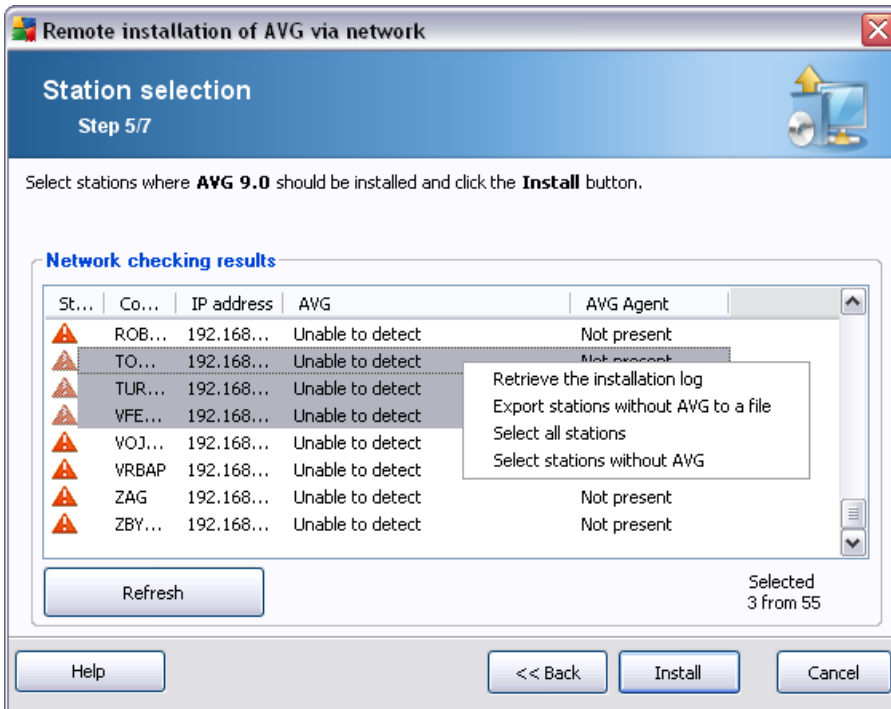 Remote installation of AVG via network
Station selection
Step 5/7
Select stations where AVG 9.0 should be installed and click the Install button.
Network checking results
St... Co... IP address AVG AVG Agent
ROB... 192.168... Unable to detect Not present
TO... 192.168... Unable to detect Not present
TUR... 192.168... Unable to detect
VFE... 192.168... Unable to detect
VOJ... 192.168... Unable to detect
VRBAP 192.168... Unable to detect
ZAG 192.168... Unable to detect Not present
ZBY... 192.168... Unable to detect Not present
Retrieve the installation log
Export stations without AVG to a file
Select all stations
Select stations without AVG
Refresh
Selected
3 from 55
Help << Back Install Cancel